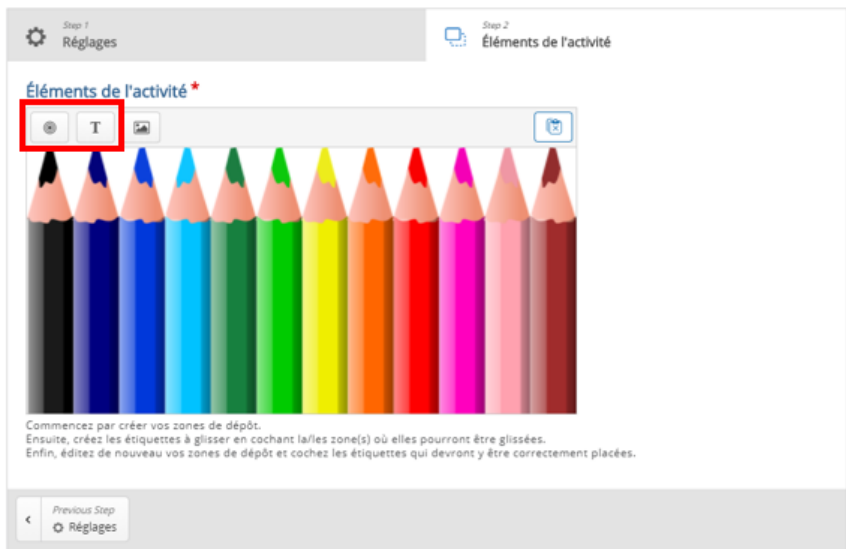 Step 1
Réglages
Step 2
Éléments de l'activité
Éléments de l'activité *
T
Commencez par créer vos zones de dépôt.
Ensuite, créez les étiquettes à glisser en cochant la/les zone(s) où elles pourront être glissées.
Enfin, éditez de nouveau vos zones de dépôt et cochez les étiquettes qui devront y être correctement placées.
Previous Step
Réglages